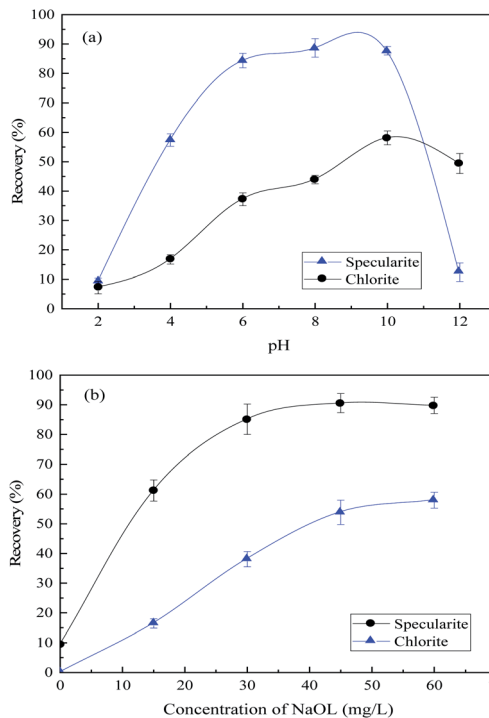 100
90
80
70
60
50
40
30
20
10
0
Recovery (%)
(a)
Specularite
Chlorite
2 4 6 8 10 12
pH
100
90
80
70
60
50
40
30
20
10
0
Recovery (%)
(b)
Specularite
Chlorite
0 10 20 30 40 50 60
Concentration of NaOL (mg/L)